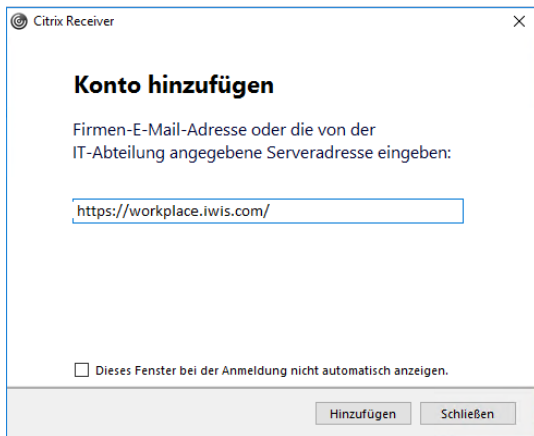 Citrix Receiver
Konto hinzufügen
Firmen-E-Mail-Adresse oder die von der
IT-Abteilung angegebene Serveradresse eingeben:
https://workplace.iwis.com/
Dieses Fenster bei der Anmeldung nicht automatisch anzeigen.
Hinzufügen
Schließen